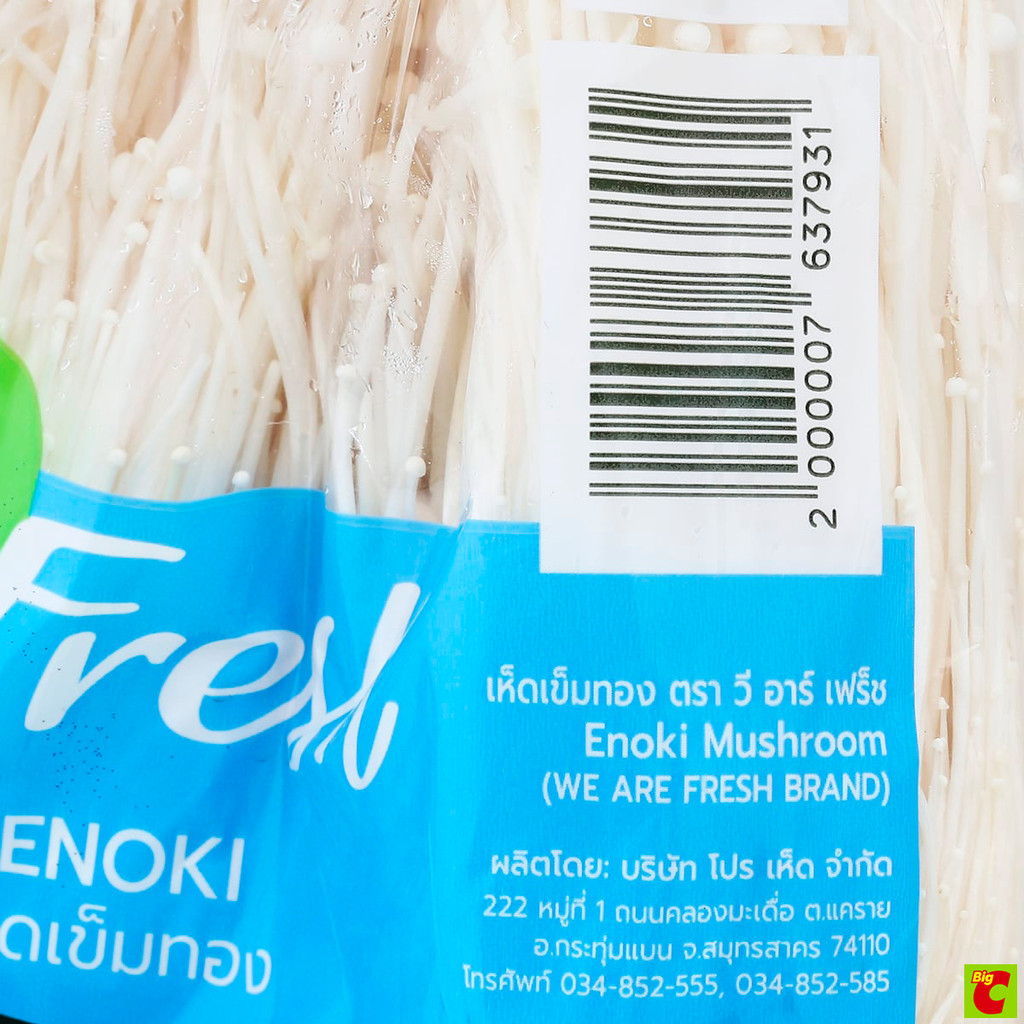 2 000007 637931
Fresh
ENOKI
ดเข็มทอง
เห็ดเข็มทอง ตรา วี อาร์ เฟร็ช
Enoki Mushroom
(WE ARE FRESH BRAND)
ผลิตโดย: บริษัท โปร เห็ด จำกัด
222 หมู่ที่ 1 ถนนคลองมะเดื่อ ต.แคราย
อ.กระทุ่มแบน จ.สมุทรสาคร 74110
โทรศัพท์ 034-852-555, 034-852-585
Big C